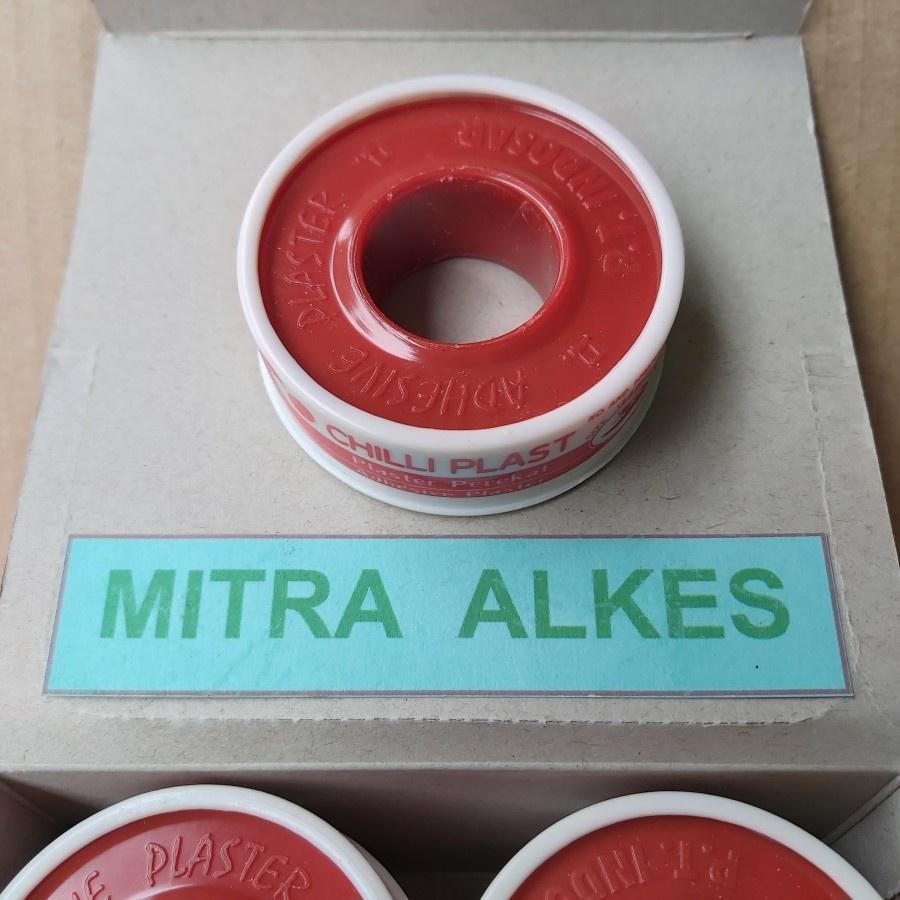 P.T. INDOSAR
ADHESIVE PLASTER
CHILLI PLAST
Plaster Perekat
Adhesive Plaster
MITRA ALKES
PLASTER
P.T. INDO